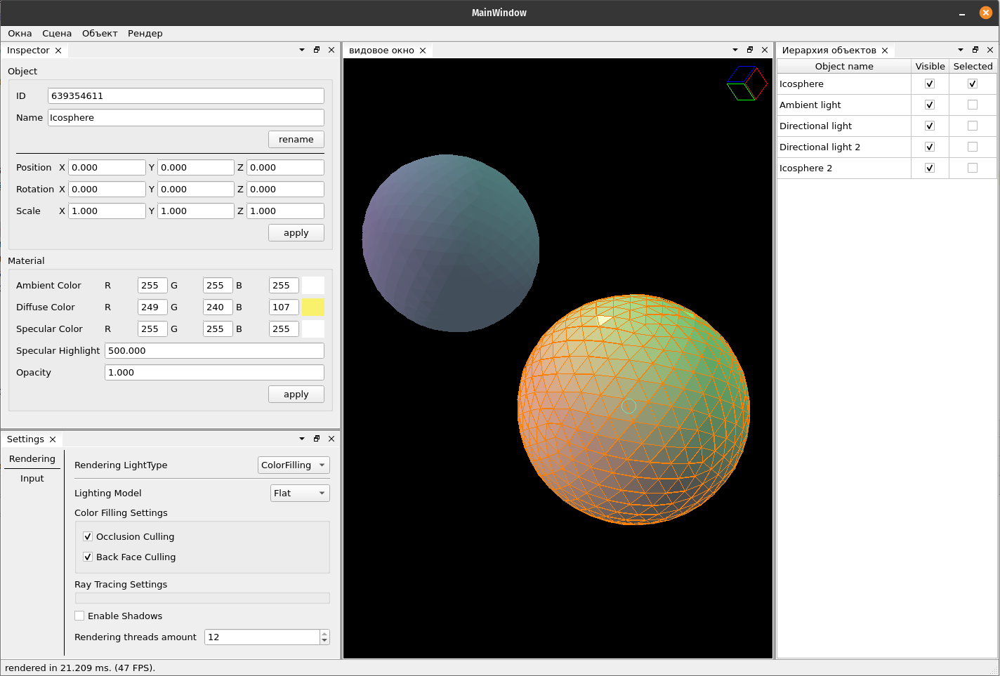 MainWindow
Окна Сцена Объект Рендер
Inspector
Object
ID 639354611
Name Icosphere
rename
Position X 0.000 Y 0.000 Z 0.000
Rotation X 0.000 Y 0.000 Z 0.000
Scale X 1.000 Y 1.000 Z 1.000
apply
Material
Ambient Color R 255 G 255 B 255
Diffuse Color R 249 G 240 B 107
Specular Color R 255 G 255 B 255
Specular Highlight 500.000
Opacity 1.000
apply
Settings
Rendering
Input
Rendering LightType ColorFilling
Lighting Model Flat
Color Filling Settings
Occlusion Culling
Back Face Culling
Ray Tracing Settings
Enable Shadows
Rendering threads amount 12
видовое окно
Иерархия объектов
Object name Visible Selected
Icosphere
Ambient light
Directional light
Directional light 2
Icosphere 2
rendered in 21.209 ms. (47 FPS).